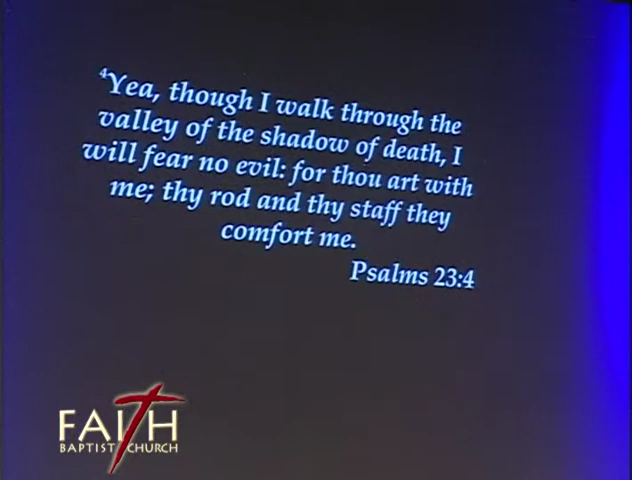 ⁴Yea, though I walk through the
valley of the shadow of death, I
will fear no evil: for thou art with
me; thy rod and thy staff they
comfort me.
Psalms 23:4
FAITH
BAPTIST CHURCH